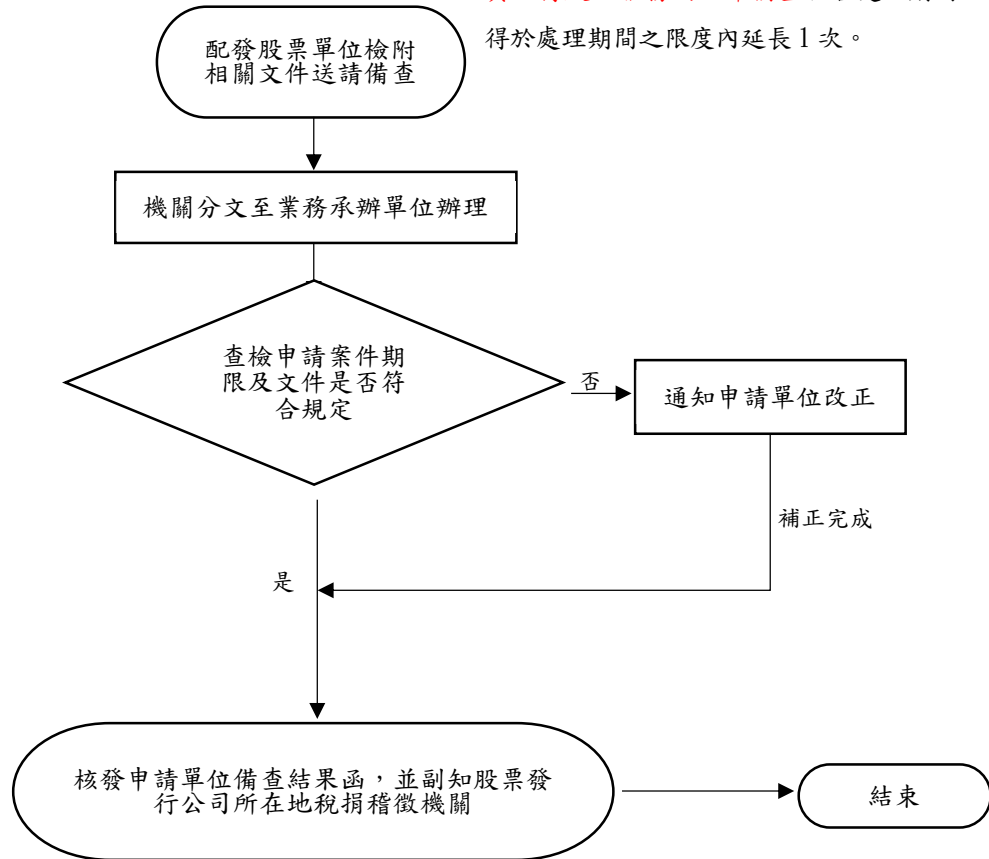 得於處理期間之限度內延長 1 次。
配發股票單位檢附
相關文件送請備查
機關分文至業務承辦單位辦理
查檢申請案件期
限及文件是否符
合規定
否
通知申請單位改正
補正完成
是
核發申請單位備查結果函，並副知股票發
行公司所在地稅捐稽徵機關
結束